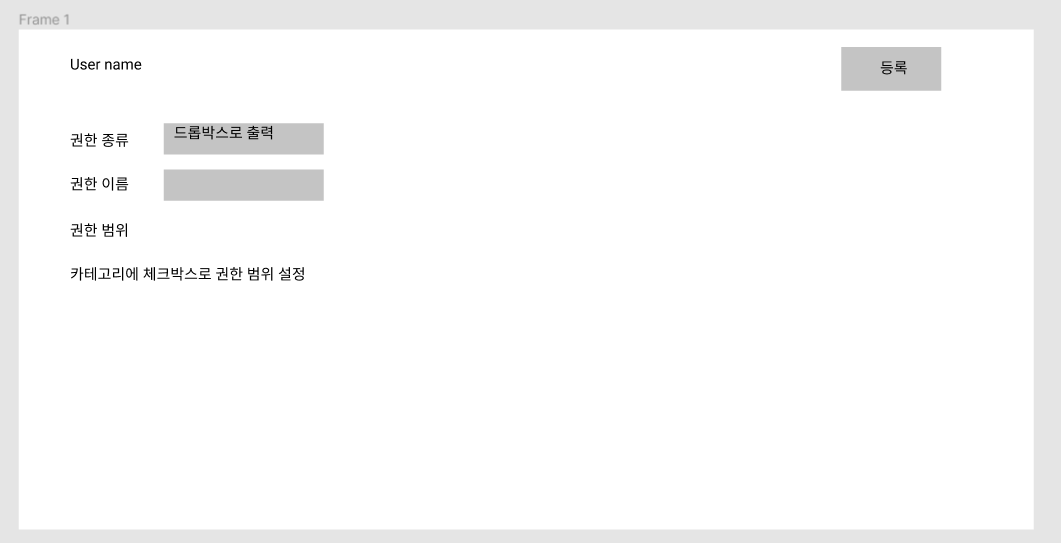 Frame 1
User name
등록
권한 종류
드롭박스로 출력
권한 이름
권한 범위
카테고리에 체크박스로 권한 범위 설정